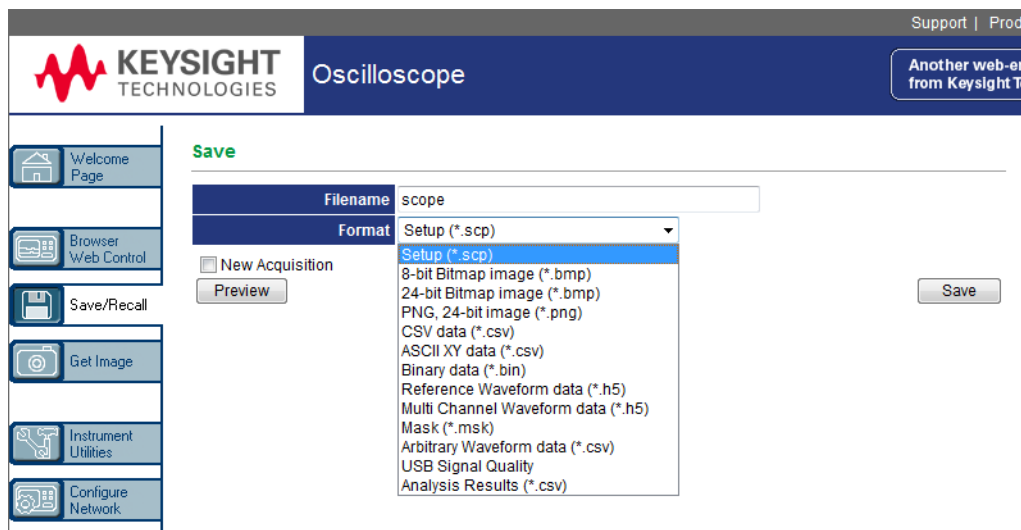 Support | Prod
KEYSIGHT
TECHNOLOGIES
Oscilloscope
Another web-en
from Keysight T
Welcome
Page
Browser
Web Control
Save/Recall
Get Image
Instrument
Utilities
Configure
Network
Save
Filename scope
Format Setup (*.scp)
Setup (*.scp)
8-bit Bitmap image (*.bmp)
24-bit Bitmap image (*.bmp)
PNG, 24-bit image (*.png)
CSV data (*.csv)
ASCII XY data (*.csv)
Binary data (*.bin)
Reference Waveform data (*.h5)
Multi Channel Waveform data (*.h5)
Mask (*.msk)
Arbitrary Waveform data (*.csv)
USB Signal Quality
Analysis Results (*.csv)
New Acquisition
Preview
Save